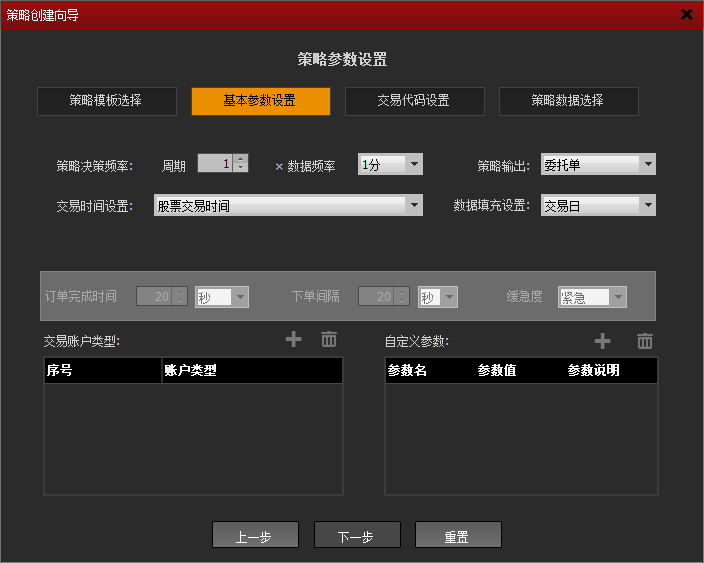 策略创建向导
策略参数设置
策略模板选择 基本参数设置 交易代码设置 策略数据选择
策略决策频率: 周期 1 × 数据频率 1分 策略输出: 委托单
交易时间设置: 股票交易时间 数据填充设置: 交易日
订单完成时间 20 秒 下单间隔 20 秒 缓急度 紧急
交易账户类型: 自定义参数:
序号 账户类型 参数名 参数值 参数说明
上一步 下一步 重置